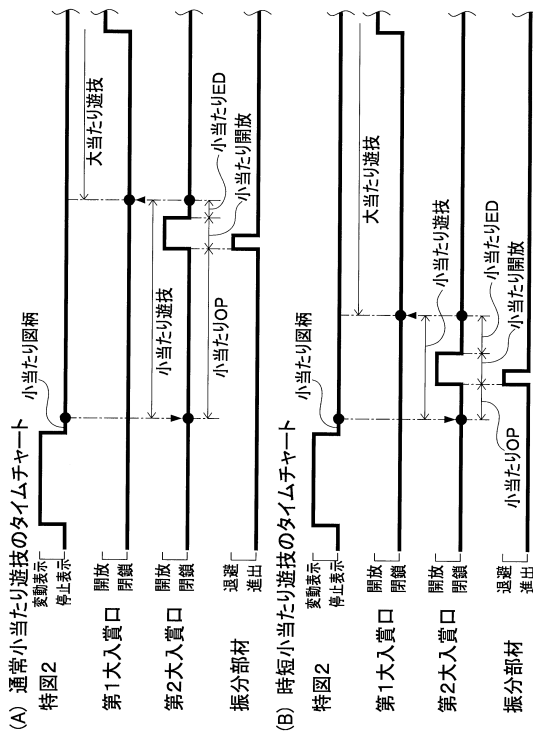 (A) 通常小当たり遊技のタイムチャート
特図2
変動表示
停止表示
小当たり図柄
大当たり遊技
第1大入賞口
開放
閉鎖
小当たり遊技
第2大入賞口
開放
閉鎖
小当たりOP
小当たりED
小当たり開放
振分部材
退避
進出
(B) 時短小当たり遊技のタイムチャート
特図2
変動表示
停止表示
小当たり図柄
大当たり遊技
第1大入賞口
開放
閉鎖
小当たり遊技
第2大入賞口
開放
閉鎖
小当たりOP
小当たりED
小当たり開放
振分部材
退避
進出